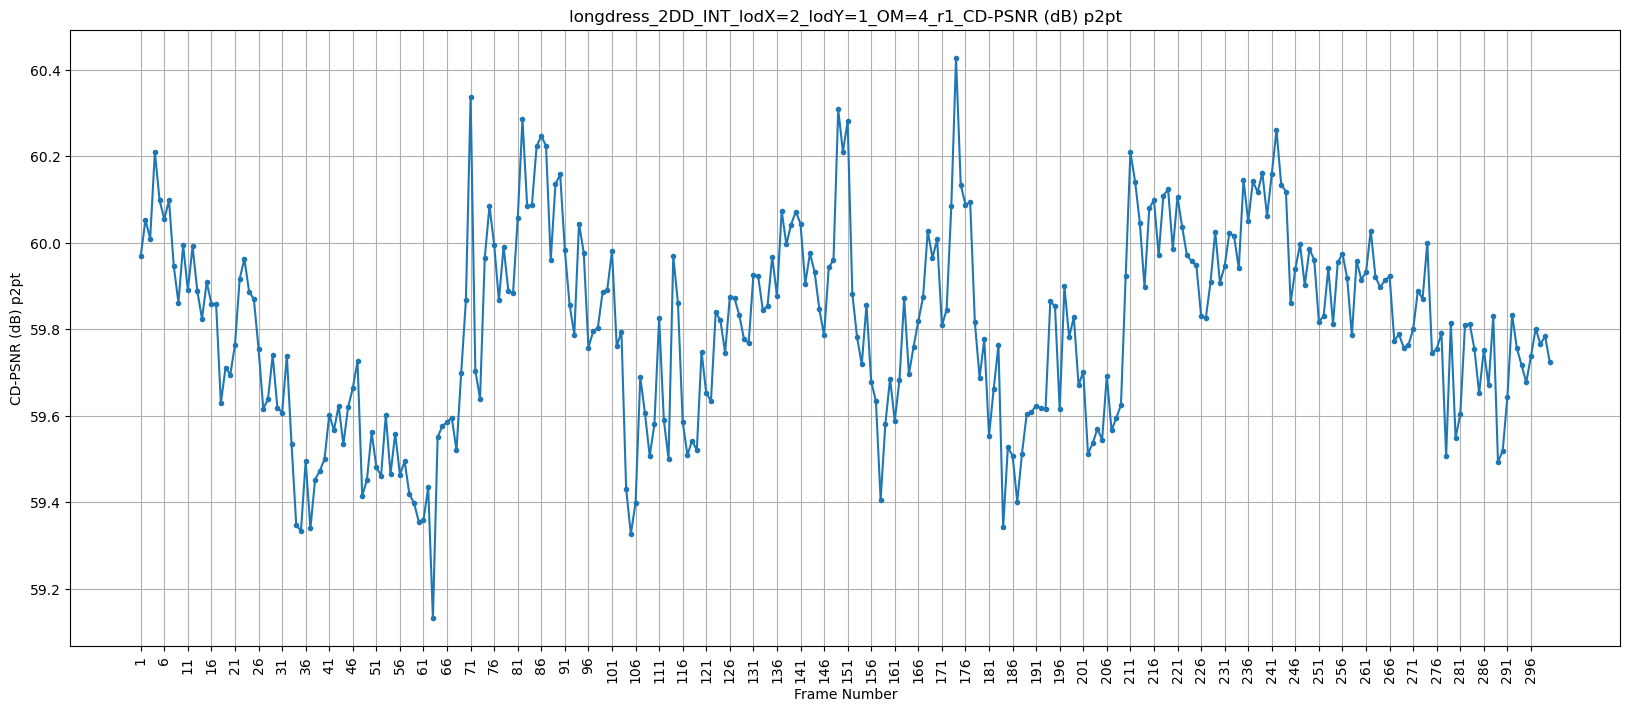 longdress_2DD_INT_lodX=2_lodY=1_OM=4_r1_CD-PSNR (dB) p2pt
CD-PSNR (dB) p2pt
60.4
60.2
60.0
59.8
59.6
59.4
59.2
1 6 11 16 21 26 31 36 41 46 51 56 61 66 71 76 81 86 91 96 101 106 111 116 121 126 131 136 141 146 151 156 161 166 171 176 181 186 191 196 201 206 211 216 221 226 231 236 241 246 251 256 261 266 271 276 281 286 291 296
Frame Number